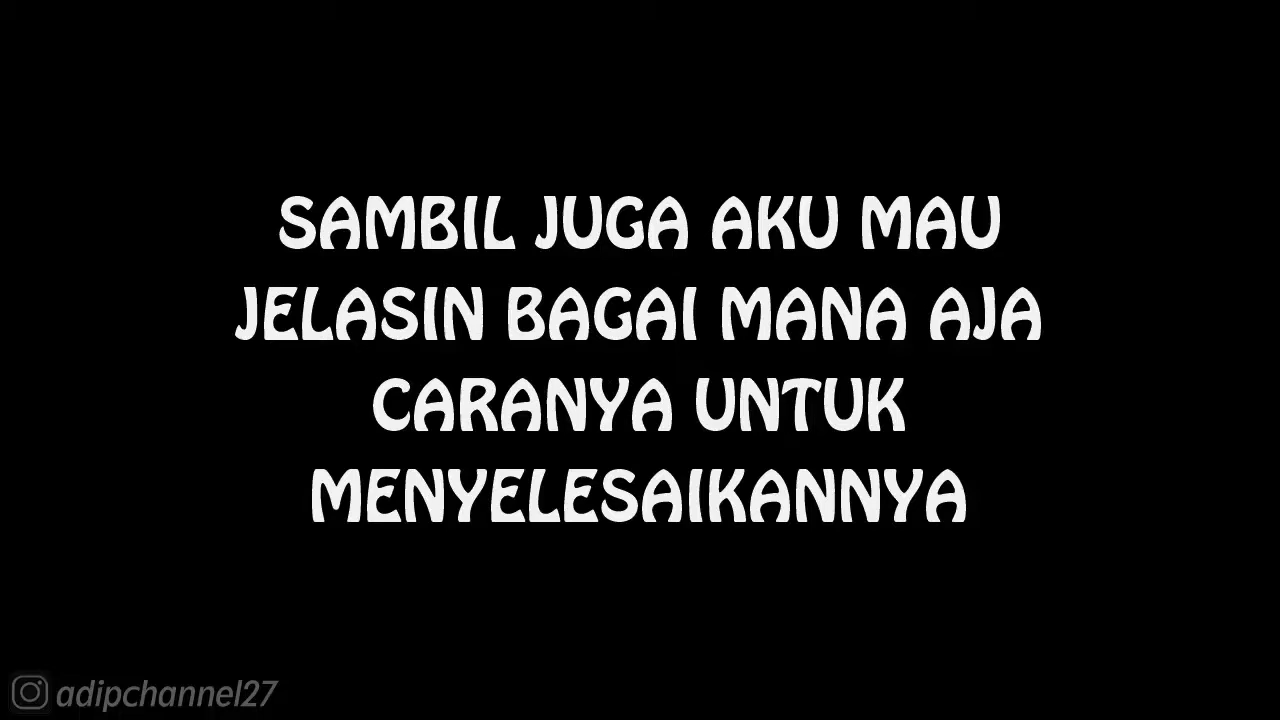 SAMBIL JUGA AKU MAU
JELASIN BAGAI MANA AJA
CARANYA UNTUK
MENYELESAIKANNYA
adipchannel27